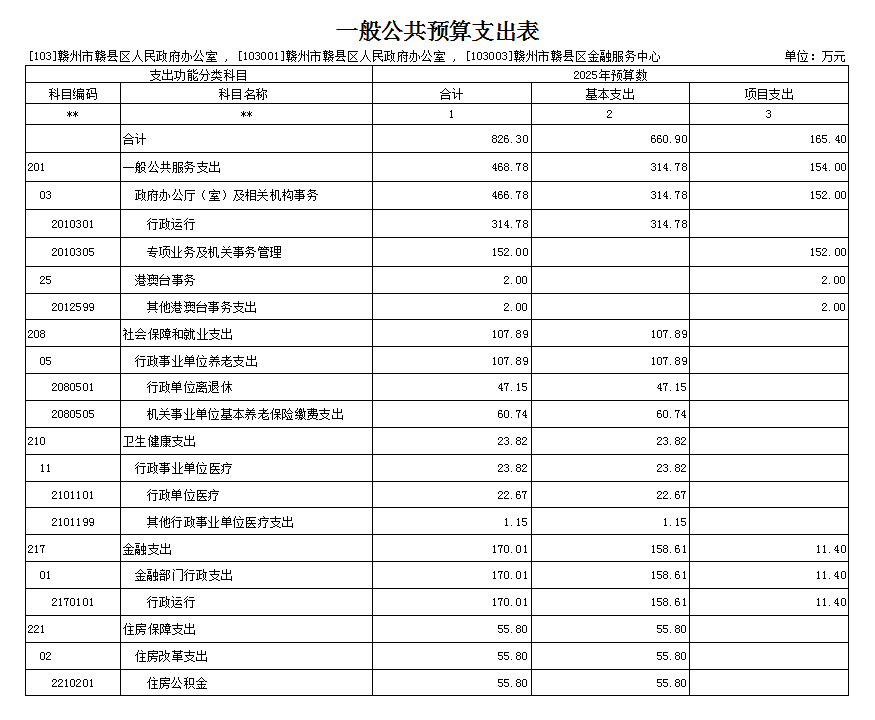 一般公共预算支出表
[103]赣州市赣县区人民政府办公室 , [103001]赣州市赣县区人民政府办公室 , [103003]赣州市赣县区金融服务中心 单位: 万元
支出功能分类科目 2025年预算数
科目编码 科目名称 合计 基本支出 项目支出
** ** 1 2 3
合计 826.30 660.90 165.40
201 一般公共服务支出 468.78 314.78 154.00
03 政府办公厅（室）及相关机构事务 466.78 314.78 152.00
2010301 行政运行 314.78 314.78
2010305 专项业务及机关事务管理 152.00 152.00
25 港澳台事务 2.00 2.00
2012599 其他港澳台事务支出 2.00 2.00
208 社会保障和就业支出 107.89 107.89
05 行政事业单位养老支出 107.89 107.89
2080501 行政单位离退休 47.15 47.15
2080505 机关事业单位基本养老保险缴费支出 60.74 60.74
210 卫生健康支出 23.82 23.82
11 行政事业单位医疗 23.82 23.82
2101101 行政单位医疗 22.67 22.67
2101199 其他行政事业单位医疗支出 1.15 1.15
217 金融支出 170.01 158.61 11.40
01 金融部门行政支出 170.01 158.61 11.40
2170101 行政运行 170.01 158.61 11.40
221 住房保障支出 55.80 55.80
02 住房改革支出 55.80 55.80
2210201 住房公积金 55.80 55.80